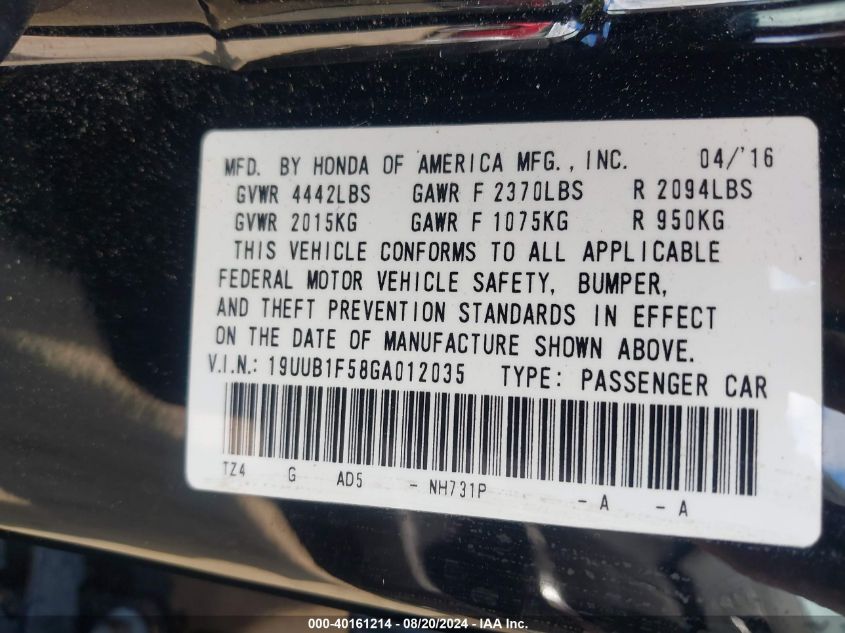 MFD. BY HONDA OF AMERICA MFG., INC. 04/'16
GVWR 4442LBS GAWR F 2370LBS R 2094LBS
GVWR 2015KG GAWR F 1075KG R 950KG
THIS VEHICLE CONFORMS TO ALL APPLICABLE
FEDERAL MOTOR VEHICLE SAFETY, BUMPER,
AND THEFT PREVENTION STANDARDS IN EFFECT
ON THE DATE OF MANUFACTURE SHOWN ABOVE.
V.I.N.: 19UUB1F58GA012035 TYPE: PASSENGER CAR
TZ4 G AD5 - NH731P - A - A
000-40161214 - 08/20/2024 - IAA Inc.